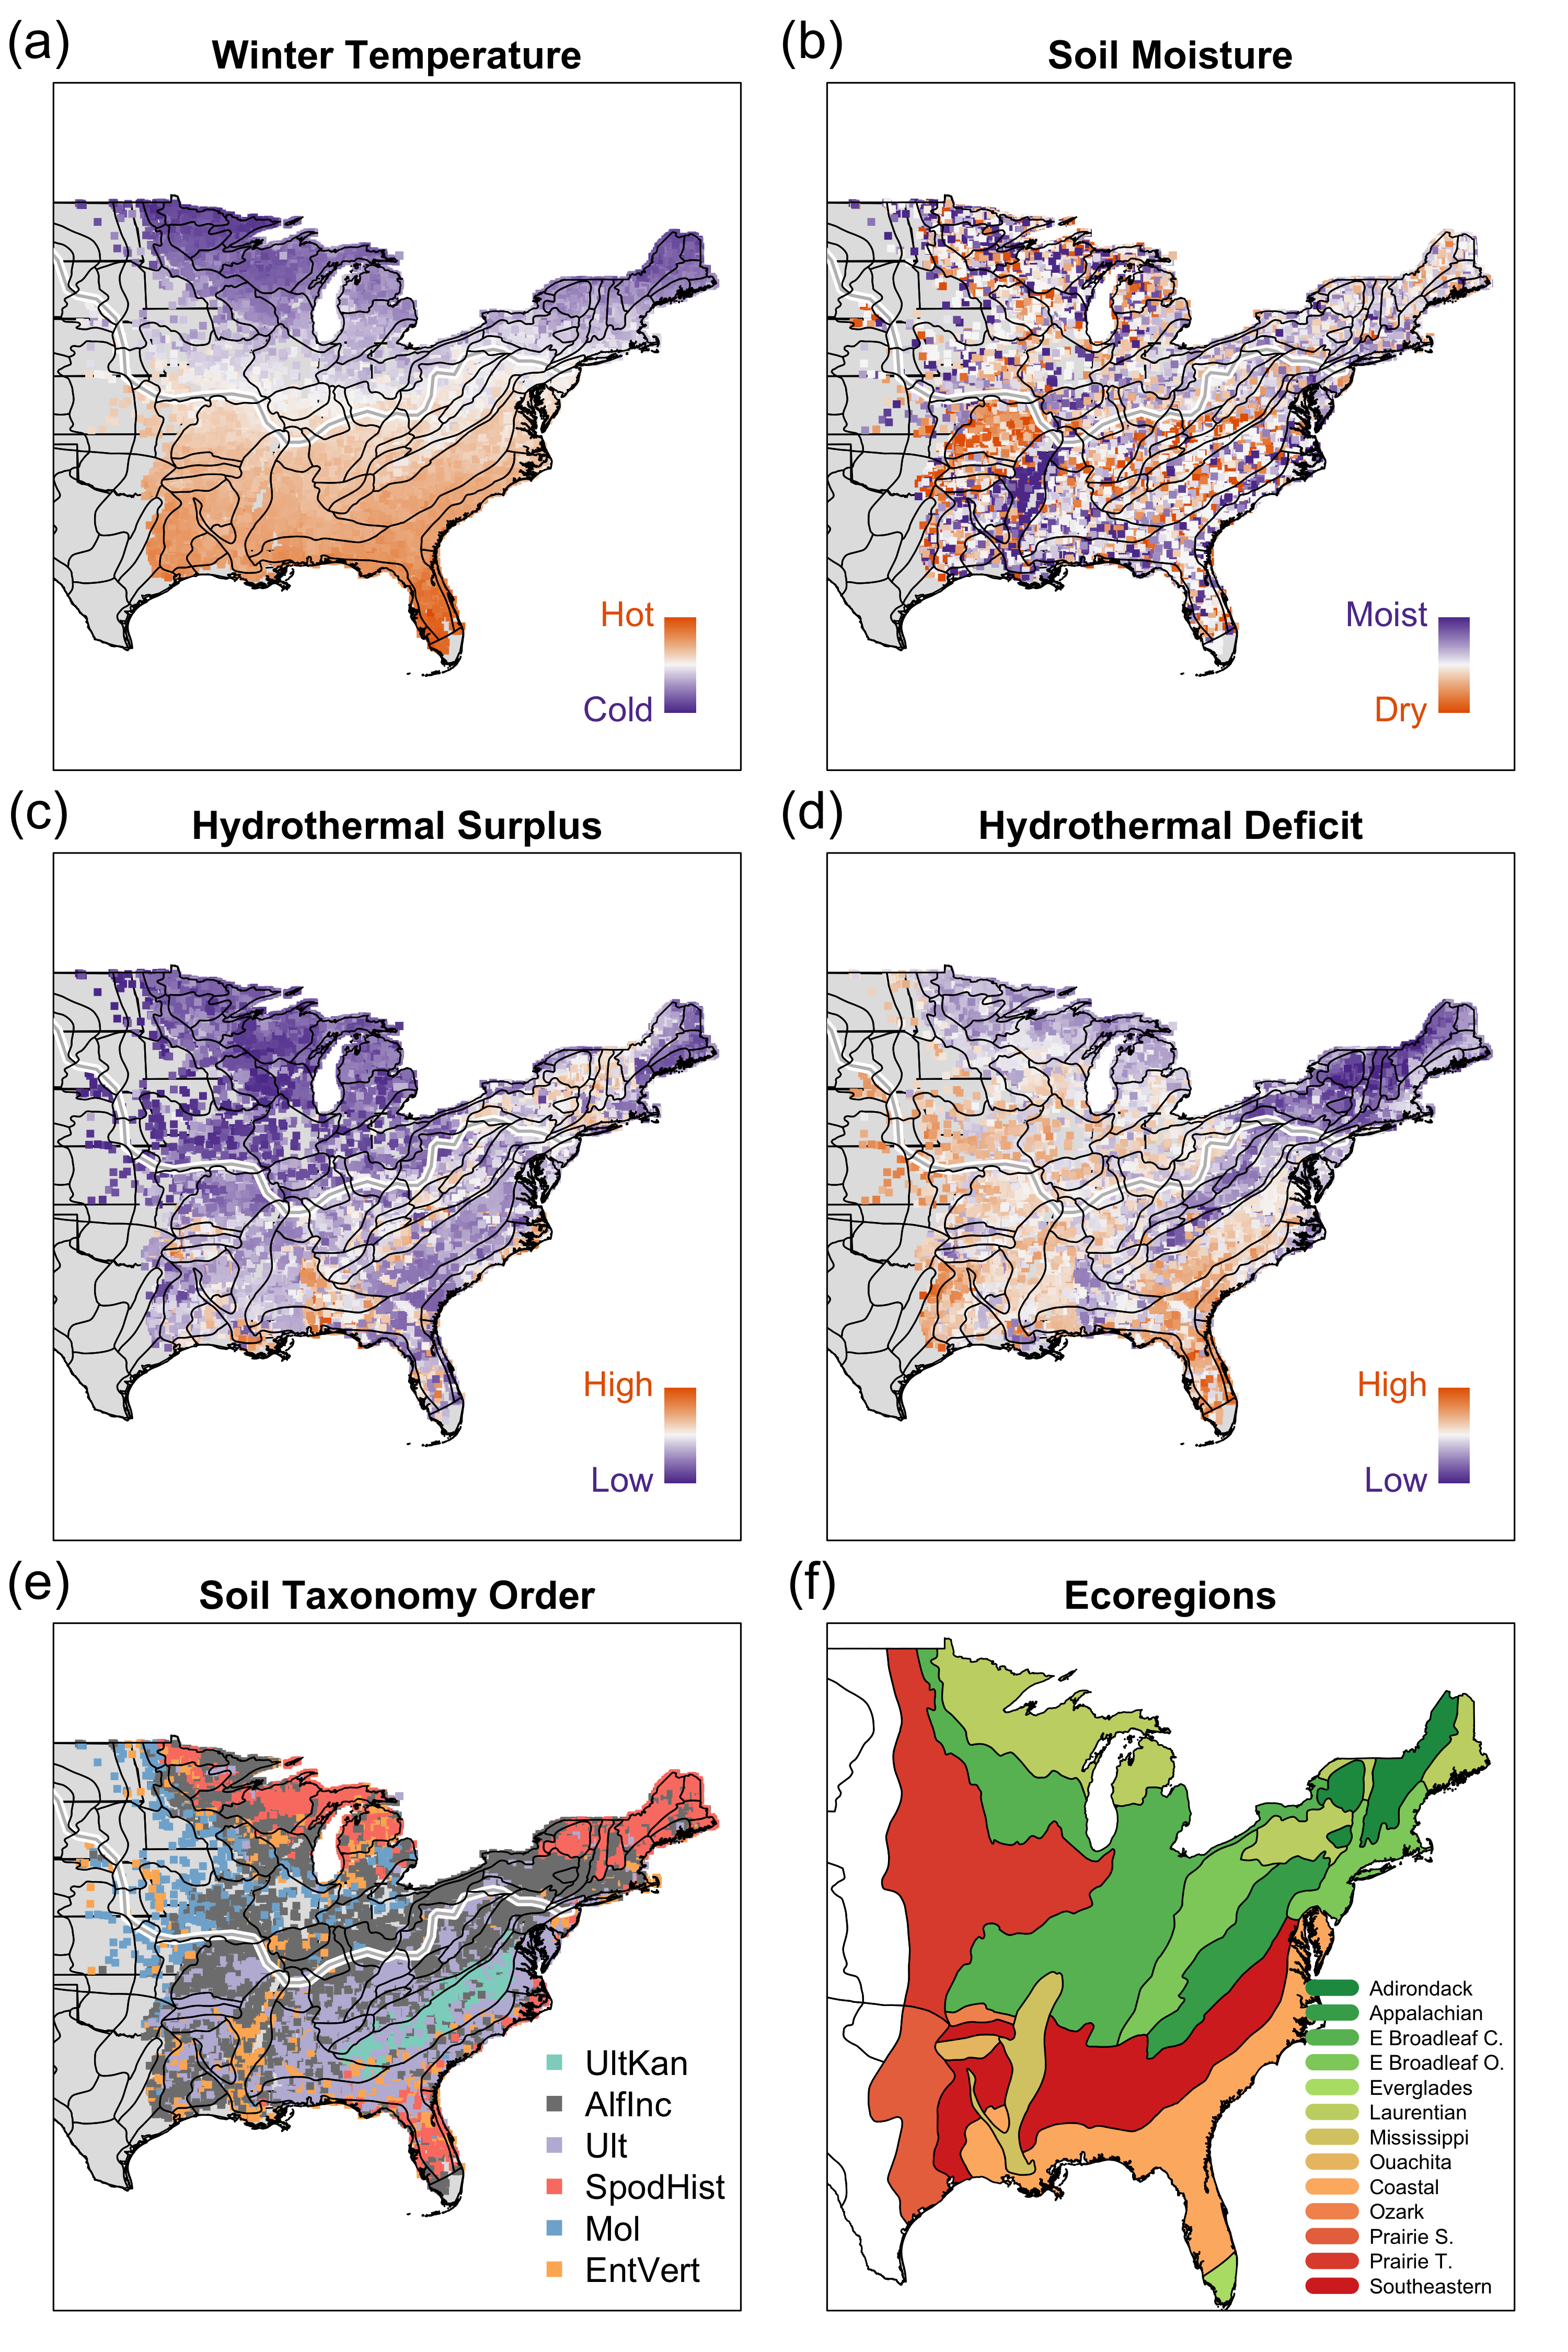 (a)
Winter Temperature
Hot
Cold
(b)
Soil Moisture
Moist
Dry
(c)
Hydrothermal Surplus
High
Low
(d)
Hydrothermal Deficit
High
Low
(e)
Soil Taxonomy Order
UltKan
AlfInc
Ult
SpodHist
Mol
EntVert
(f)
Ecoregions
Adirondack
Appalachian
E Broadleaf C.
E Broadleaf O.
Everglades
Laurentian
Mississippi
Ouachita
Coastal
Ozark
Prairie S.
Prairie T.
Southeastern